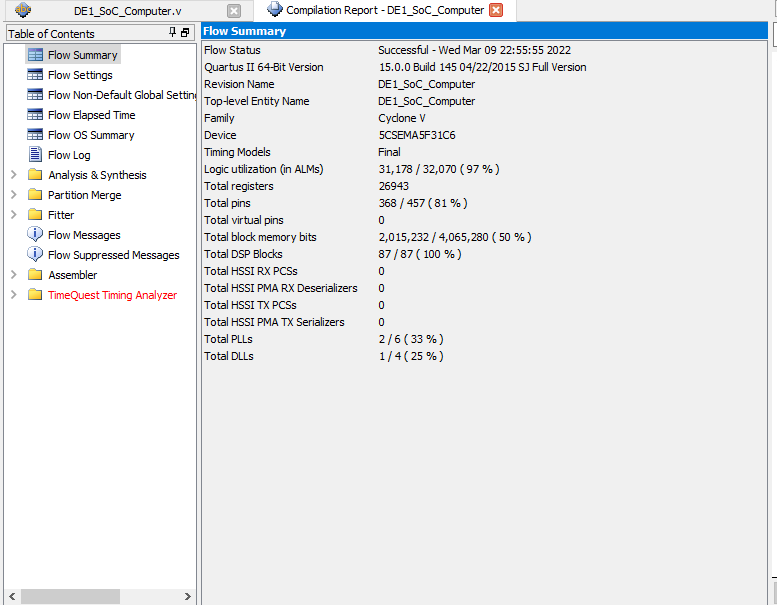 DE1_SoC_Computer.v
Compilation Report - DE1_SoC_Computer
Table of Contents
Flow Summary
Flow Settings
Flow Non-Default Global Settin
Flow Elapsed Time
Flow OS Summary
Flow Log
Analysis & Synthesis
Partition Merge
Fitter
Flow Messages
Flow Suppressed Messages
Assembler
TimeQuest Timing Analyzer
Flow Summary
Flow Status Successful - Wed Mar 09 22:55:55 2022
Quartus II 64-Bit Version 15.0.0 Build 145 04/22/2015 SJ Full Version
Revision Name DE1_SoC_Computer
Top-level Entity Name DE1_SoC_Computer
Family Cyclone V
Device 5CSEMA5F31C6
Timing Models Final
Logic utilization (in ALMs) 31,178 / 32,070 ( 97 % )
Total registers 26943
Total pins 368 / 457 ( 81 % )
Total virtual pins 0
Total block memory bits 2,015,232 / 4,065,280 ( 50 % )
Total DSP Blocks 87 / 87 ( 100 % )
Total HSSI RX PCSs 0
Total HSSI PMA RX Deserializers 0
Total HSSI TX PCSs 0
Total HSSI PMA TX Serializers 0
Total PLLs 2 / 6 ( 33 % )
Total DLLs 1 / 4 ( 25 % )